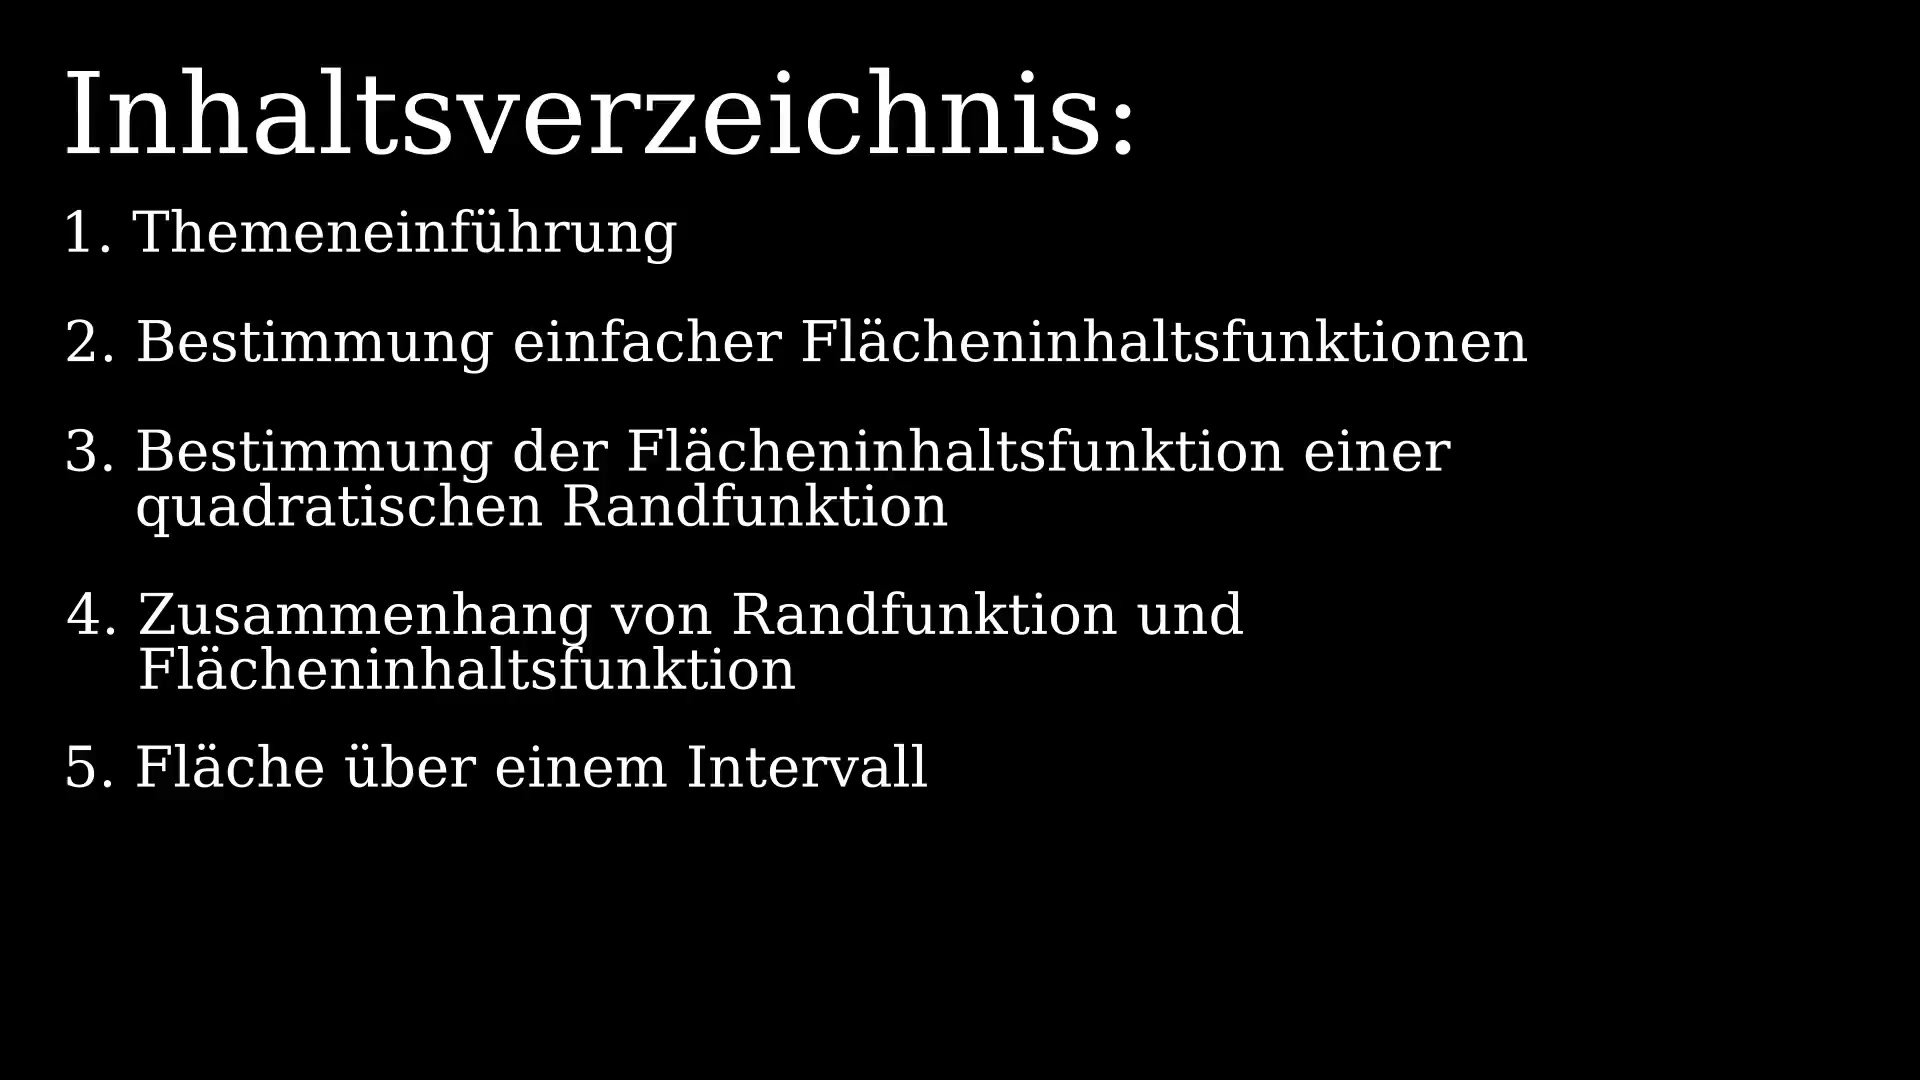 Inhaltsverzeichnis:
1. Themeneinführung
2. Bestimmung einfacher Flächeninhaltsfunktionen
3. Bestimmung der Flächeninhaltsfunktion einer
quadratischen Randfunktion
4. Zusammenhang von Randfunktion und
Flächeninhaltsfunktion
5. Fläche über einem Intervall